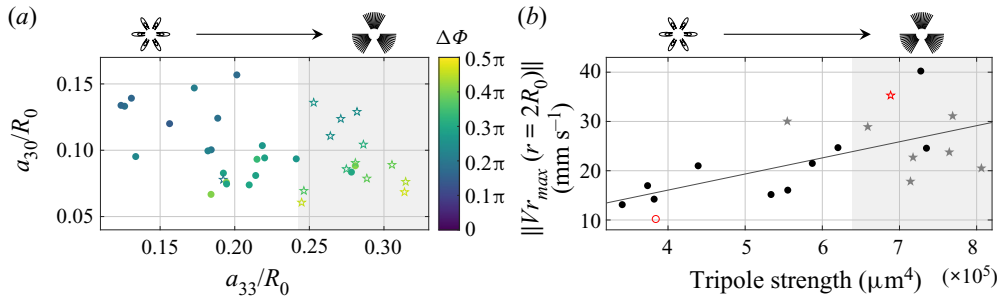 (a)
ΔΦ
0.5π
0.4π
0.3π
0.2π
0.1π
0
0.15
0.10
0.05
a₃₀/R₀
0.15
0.20
0.25
0.30
a₃₃/R₀
(b)
40
30
20
10
||Vr_max (r = 2R₀)||
(mm s⁻¹)
4
5
6
7
8
Tripole strength (μm⁴)
(×10⁵)